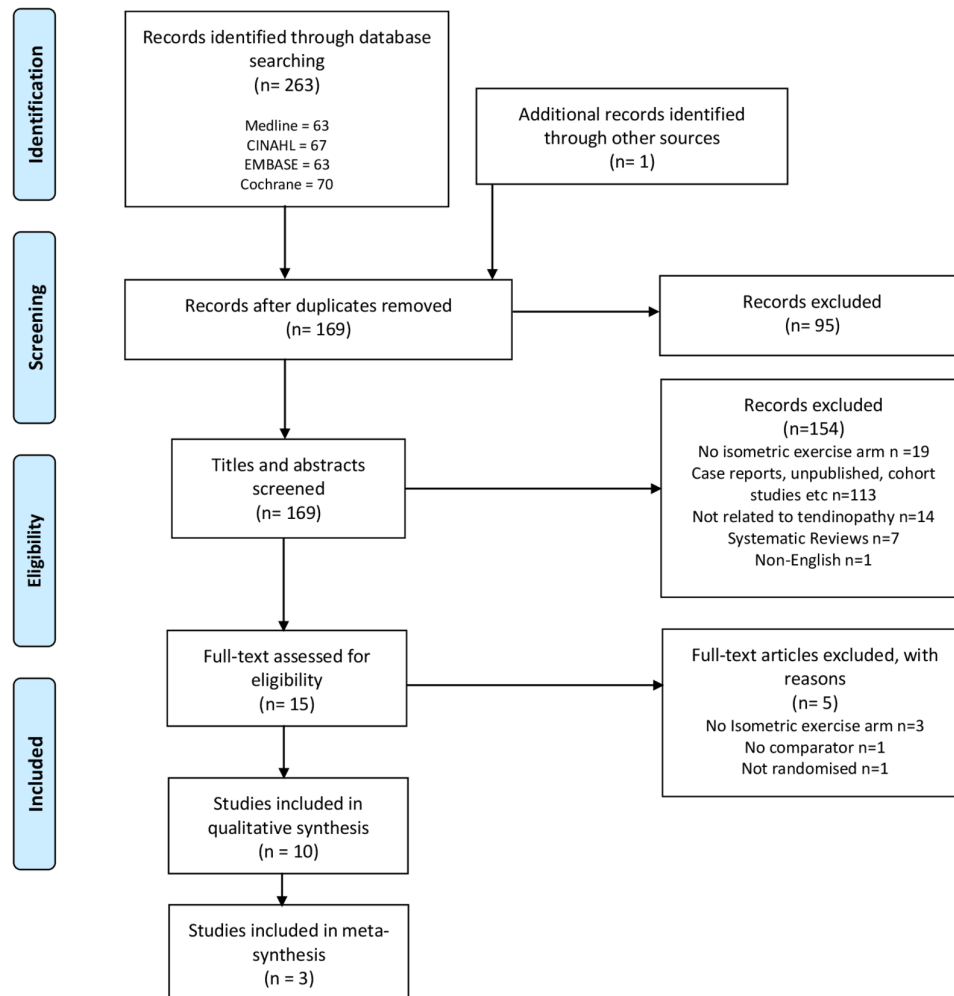 Identification
Records identified through database
searching
(n= 263)
Medline = 63
CINAHL = 67
EMBASE = 63
Cochrane = 70
Additional records identified
through other sources
(n= 1)
Screening
Records after duplicates removed
(n= 169)
Records excluded
(n= 95)
Eligibility
Titles and abstracts
screened
(n= 169)
Records excluded
(n=154)
No isometric exercise arm n =19
Case reports, unpublished, cohort
studies etc n=113
Not related to tendinopathy n=14
Systematic Reviews n=7
Non-English n=1
Full-text assessed for
eligibility
(n= 15)
Full-text articles excluded, with
reasons
(n= 5)
No Isometric exercise arm n=3
No comparator n=1
Not randomised n=1
Included
Studies included in
qualitative synthesis
(n = 10)
Studies included in meta-
synthesis
(n = 3)